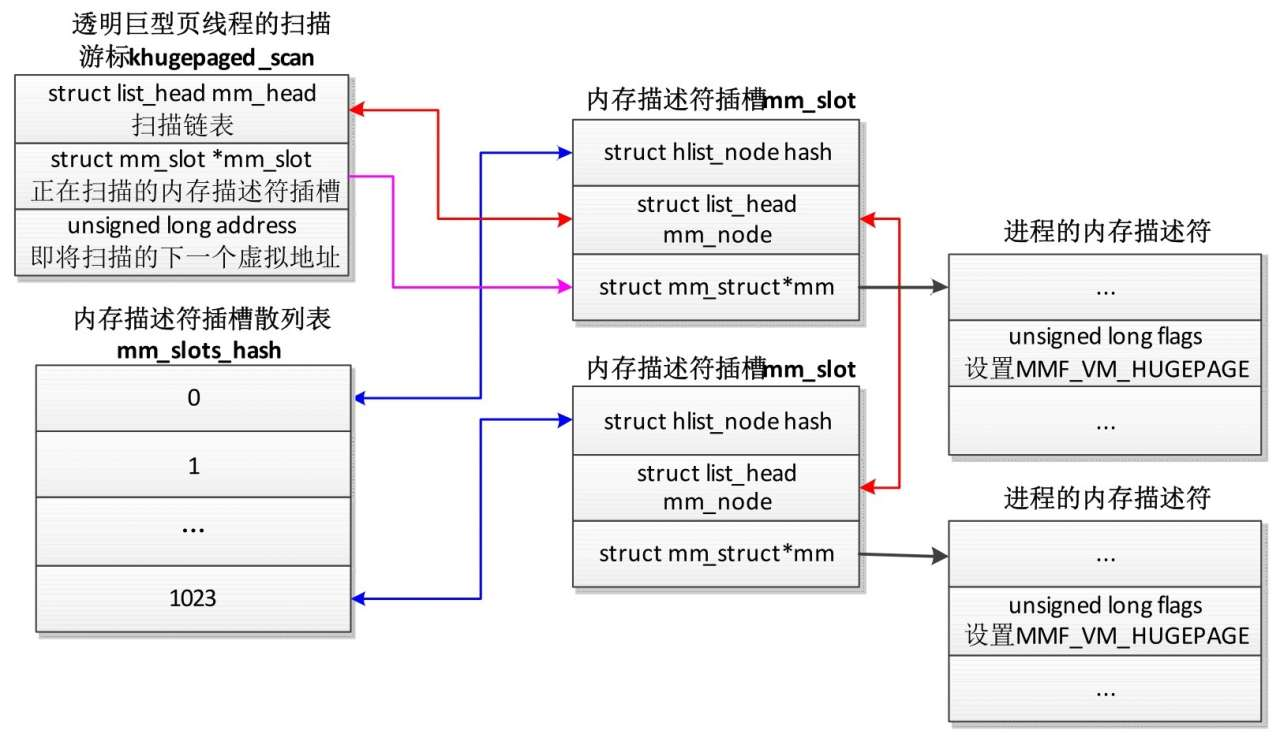 透明巨型页线程的扫描
游标khugepaged_scan
struct list_head mm_head
扫描链表
struct mm_slot *mm_slot
正在扫描的内存描述符插槽
unsigned long address
即将扫描的下一个虚拟地址
内存描述符插槽散列表
mm_slots_hash
0
1
...
1023
内存描述符插槽mm_slot
struct hlist_node hash
struct list_head
mm_node
struct mm_struct*mm
内存描述符插槽mm_slot
struct hlist_node hash
struct list_head
mm_node
struct mm_struct*mm
进程的内存描述符
...
unsigned long flags
设置MMF_VM_HUGEPAGE
...
进程的内存描述符
...
unsigned long flags
设置MMF_VM_HUGEPAGE
...